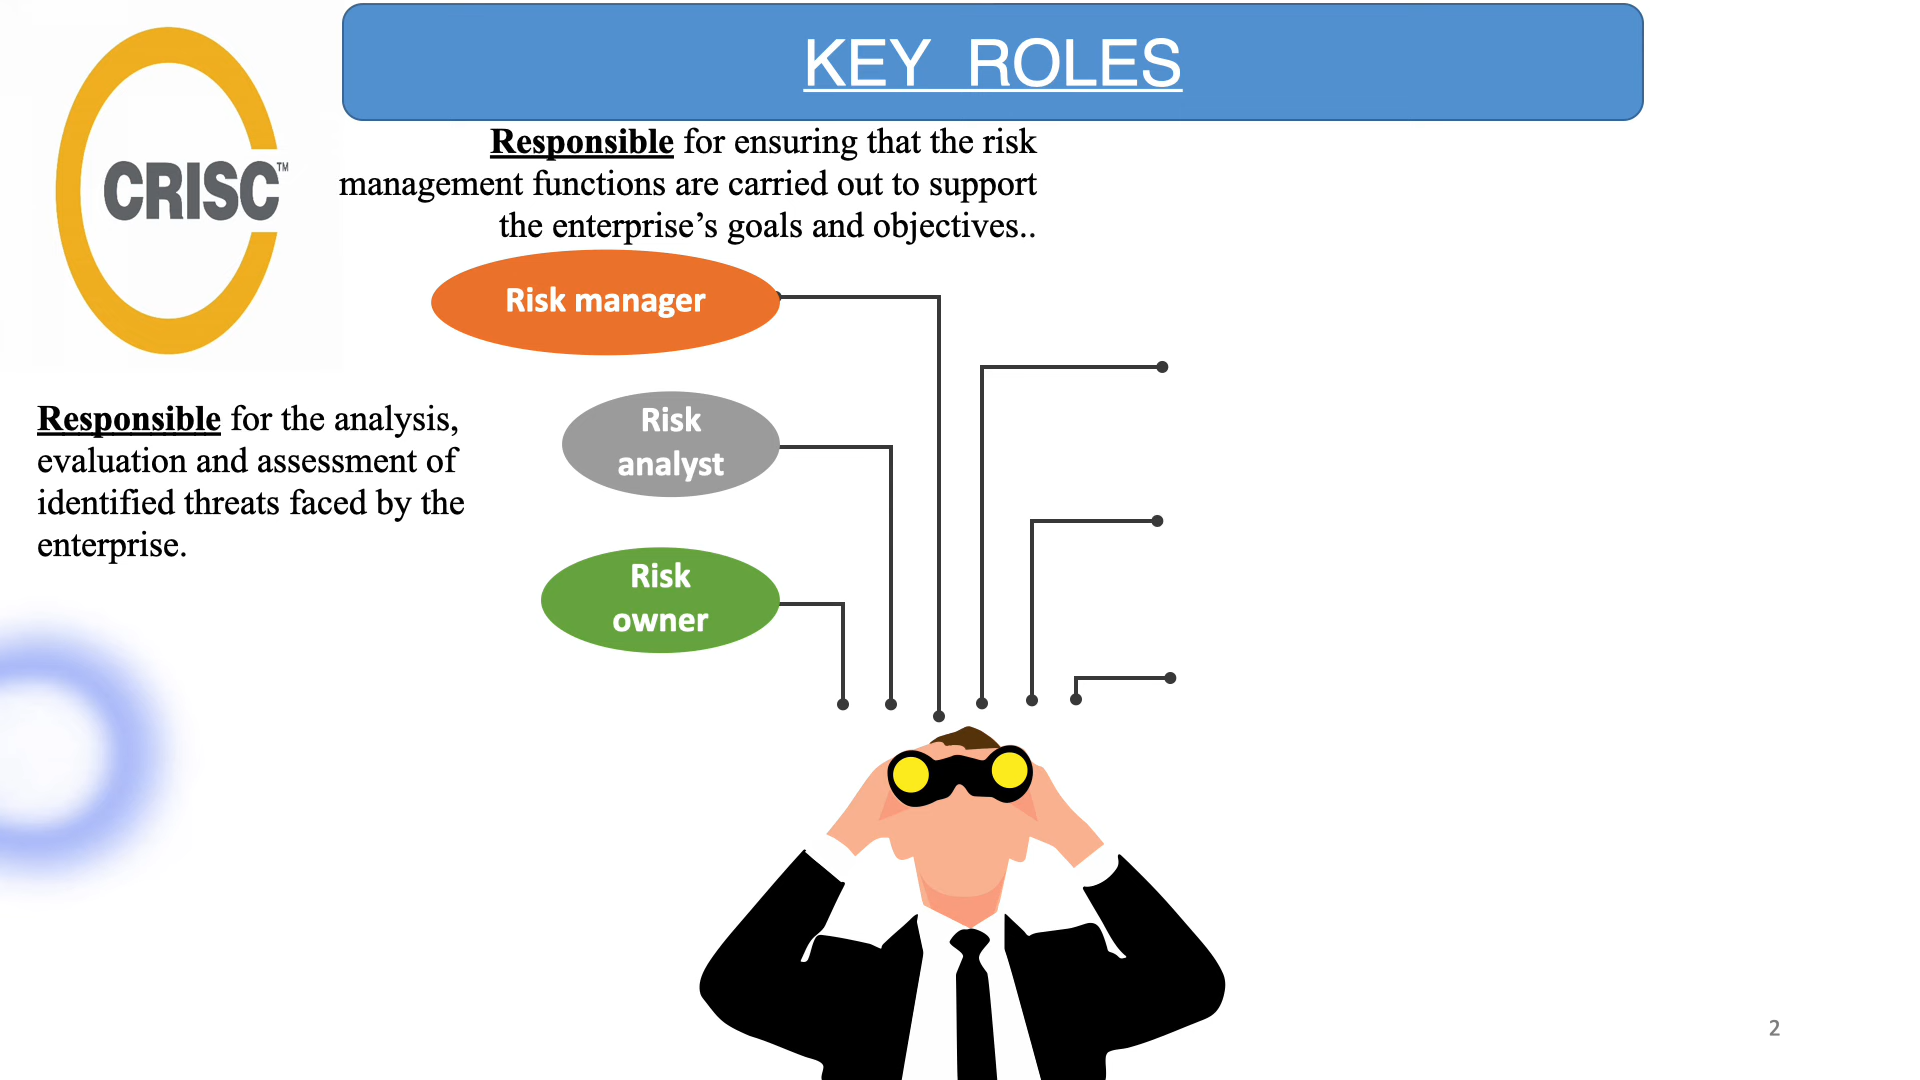 KEY ROLES
CRISC™
Responsible for ensuring that the risk
management functions are carried out to support
the enterprise’s goals and objectives..
Risk manager
Risk
analyst
Responsible for the analysis,
evaluation and assessment of
identified threats faced by the
enterprise.
Risk
owner
2